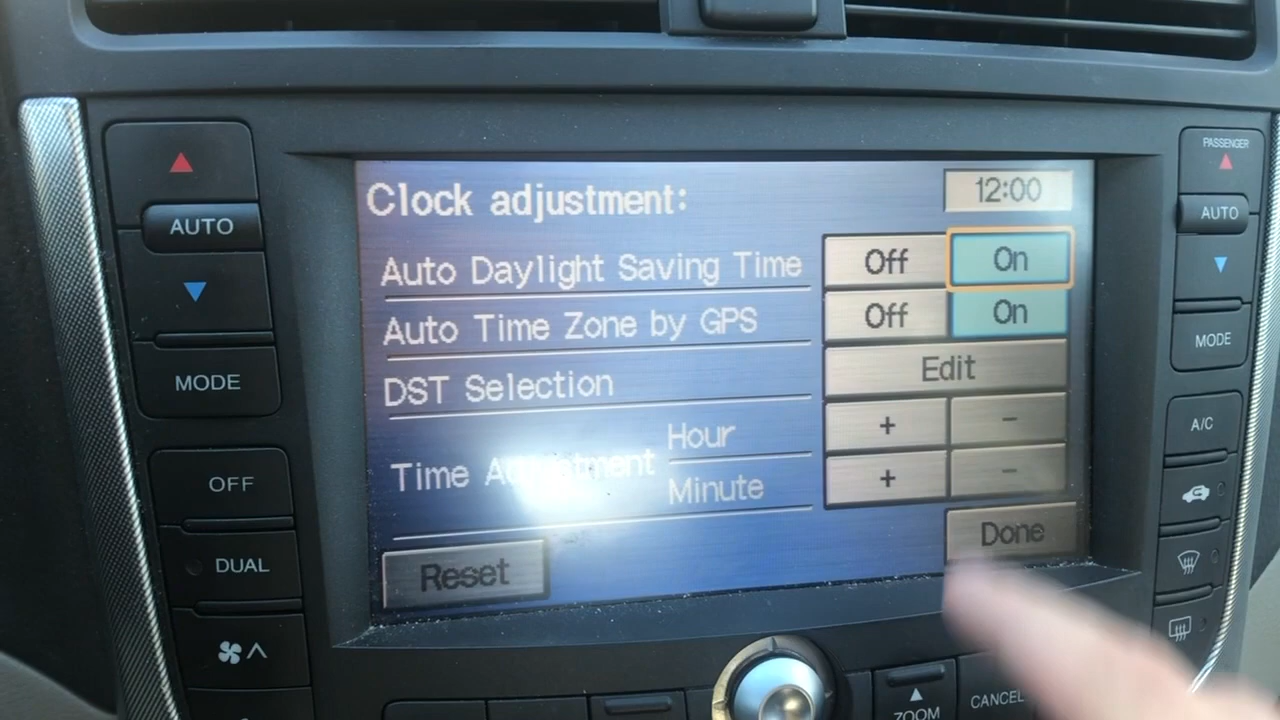 PASSENGER
AUTO
AUTO
MODE
MODE
OFF
DUAL
A/C
Clock adjustment: 12:00
Auto Daylight Saving Time Off On
Auto Time Zone by GPS Off On
DST Selection Edit
Time Adjustment
Hour + -
Minute + -
Reset Done
ZOOM
CANCEL